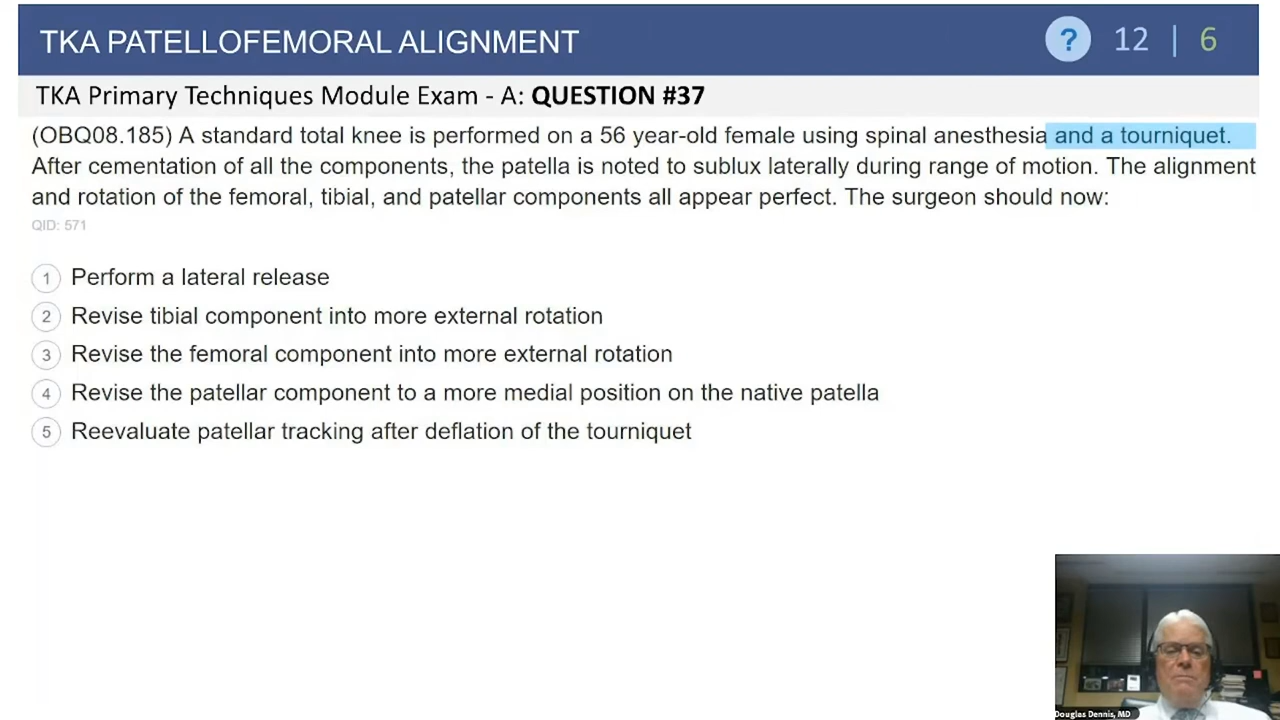 TKA PATELLOFEMORAL ALIGNMENT
? 12 | 6
TKA Primary Techniques Module Exam - A: QUESTION #37
(OBQ08.185) A standard total knee is performed on a 56 year-old female using spinal anesthesia and a tourniquet.
After cementation of all the components, the patella is noted to sublux laterally during range of motion. The alignment
and rotation of the femoral, tibial, and patellar components all appear perfect. The surgeon should now:
QID: 571
1 Perform a lateral release
2 Revise tibial component into more external rotation
3 Revise the femoral component into more external rotation
4 Revise the patellar component to a more medial position on the native patella
5 Reevaluate patellar tracking after deflation of the tourniquet
Douglas Dennis, MD